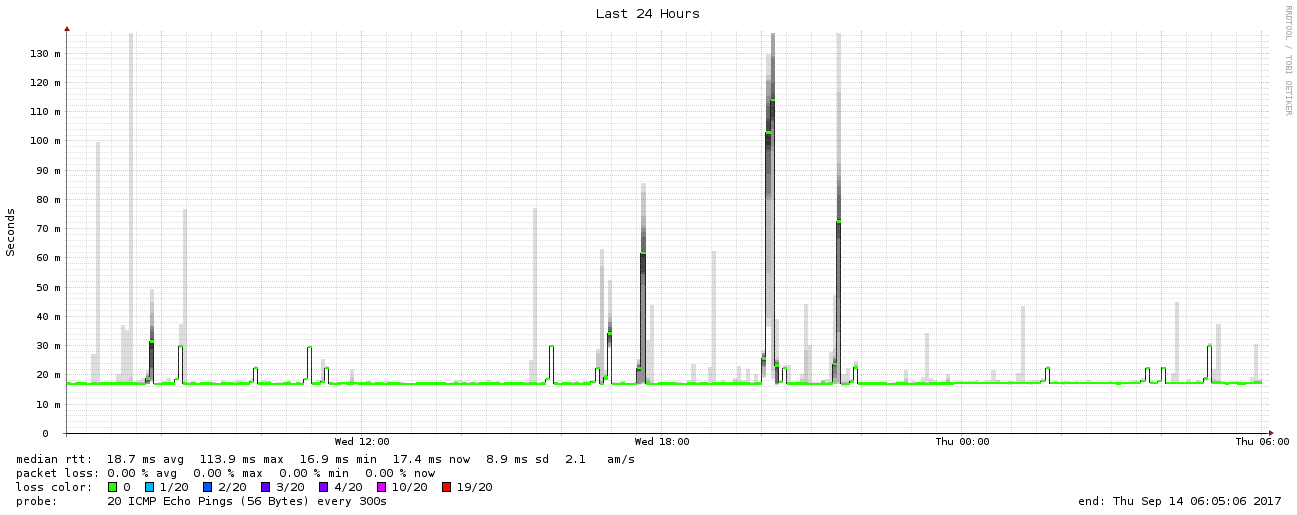 Last 24 Hours
RRDTOOL / TOBI OETIKER
Seconds
130 m
120 m
110 m
100 m
90 m
80 m
70 m
60 m
50 m
40 m
30 m
20 m
10 m
0
Wed 12:00 Wed 18:00 Thu 00:00 Thu 06:00
median rtt: 18.7 ms avg 113.9 ms max 16.9 ms min 17.4 ms now 8.9 ms sd 2.1 am/s
packet loss: 0.00 % avg 0.00 % max 0.00 % min 0.00 % now
loss color: 0 1/20 2/20 3/20 4/20 10/20 19/20
probe: 20 ICMP Echo Pings (56 Bytes) every 300s end: Thu Sep 14 06:05:06 2017